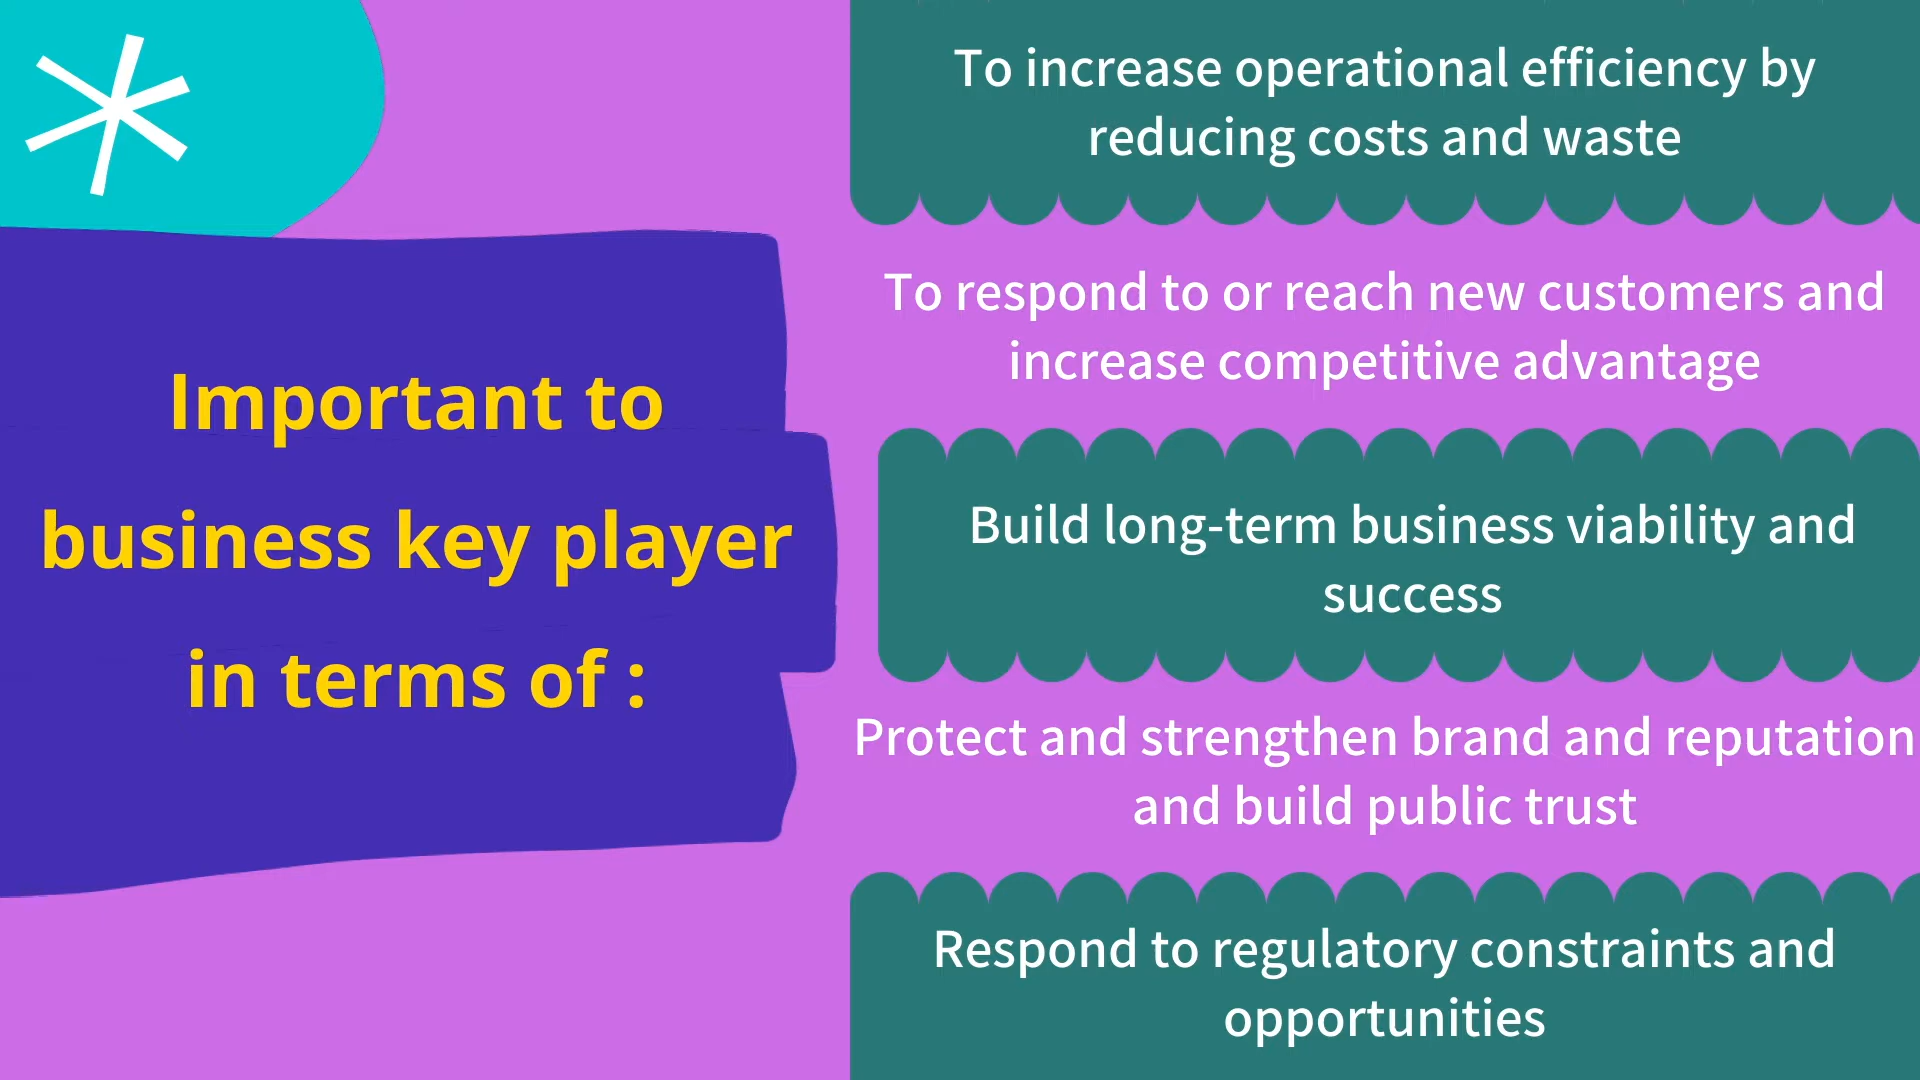 Important to
business key player
in terms of :
To increase operational efficiency by
reducing costs and waste
To respond to or reach new customers and
increase competitive advantage
Build long-term business viability and
success
Protect and strengthen brand and reputation
and build public trust
Respond to regulatory constraints and
opportunities